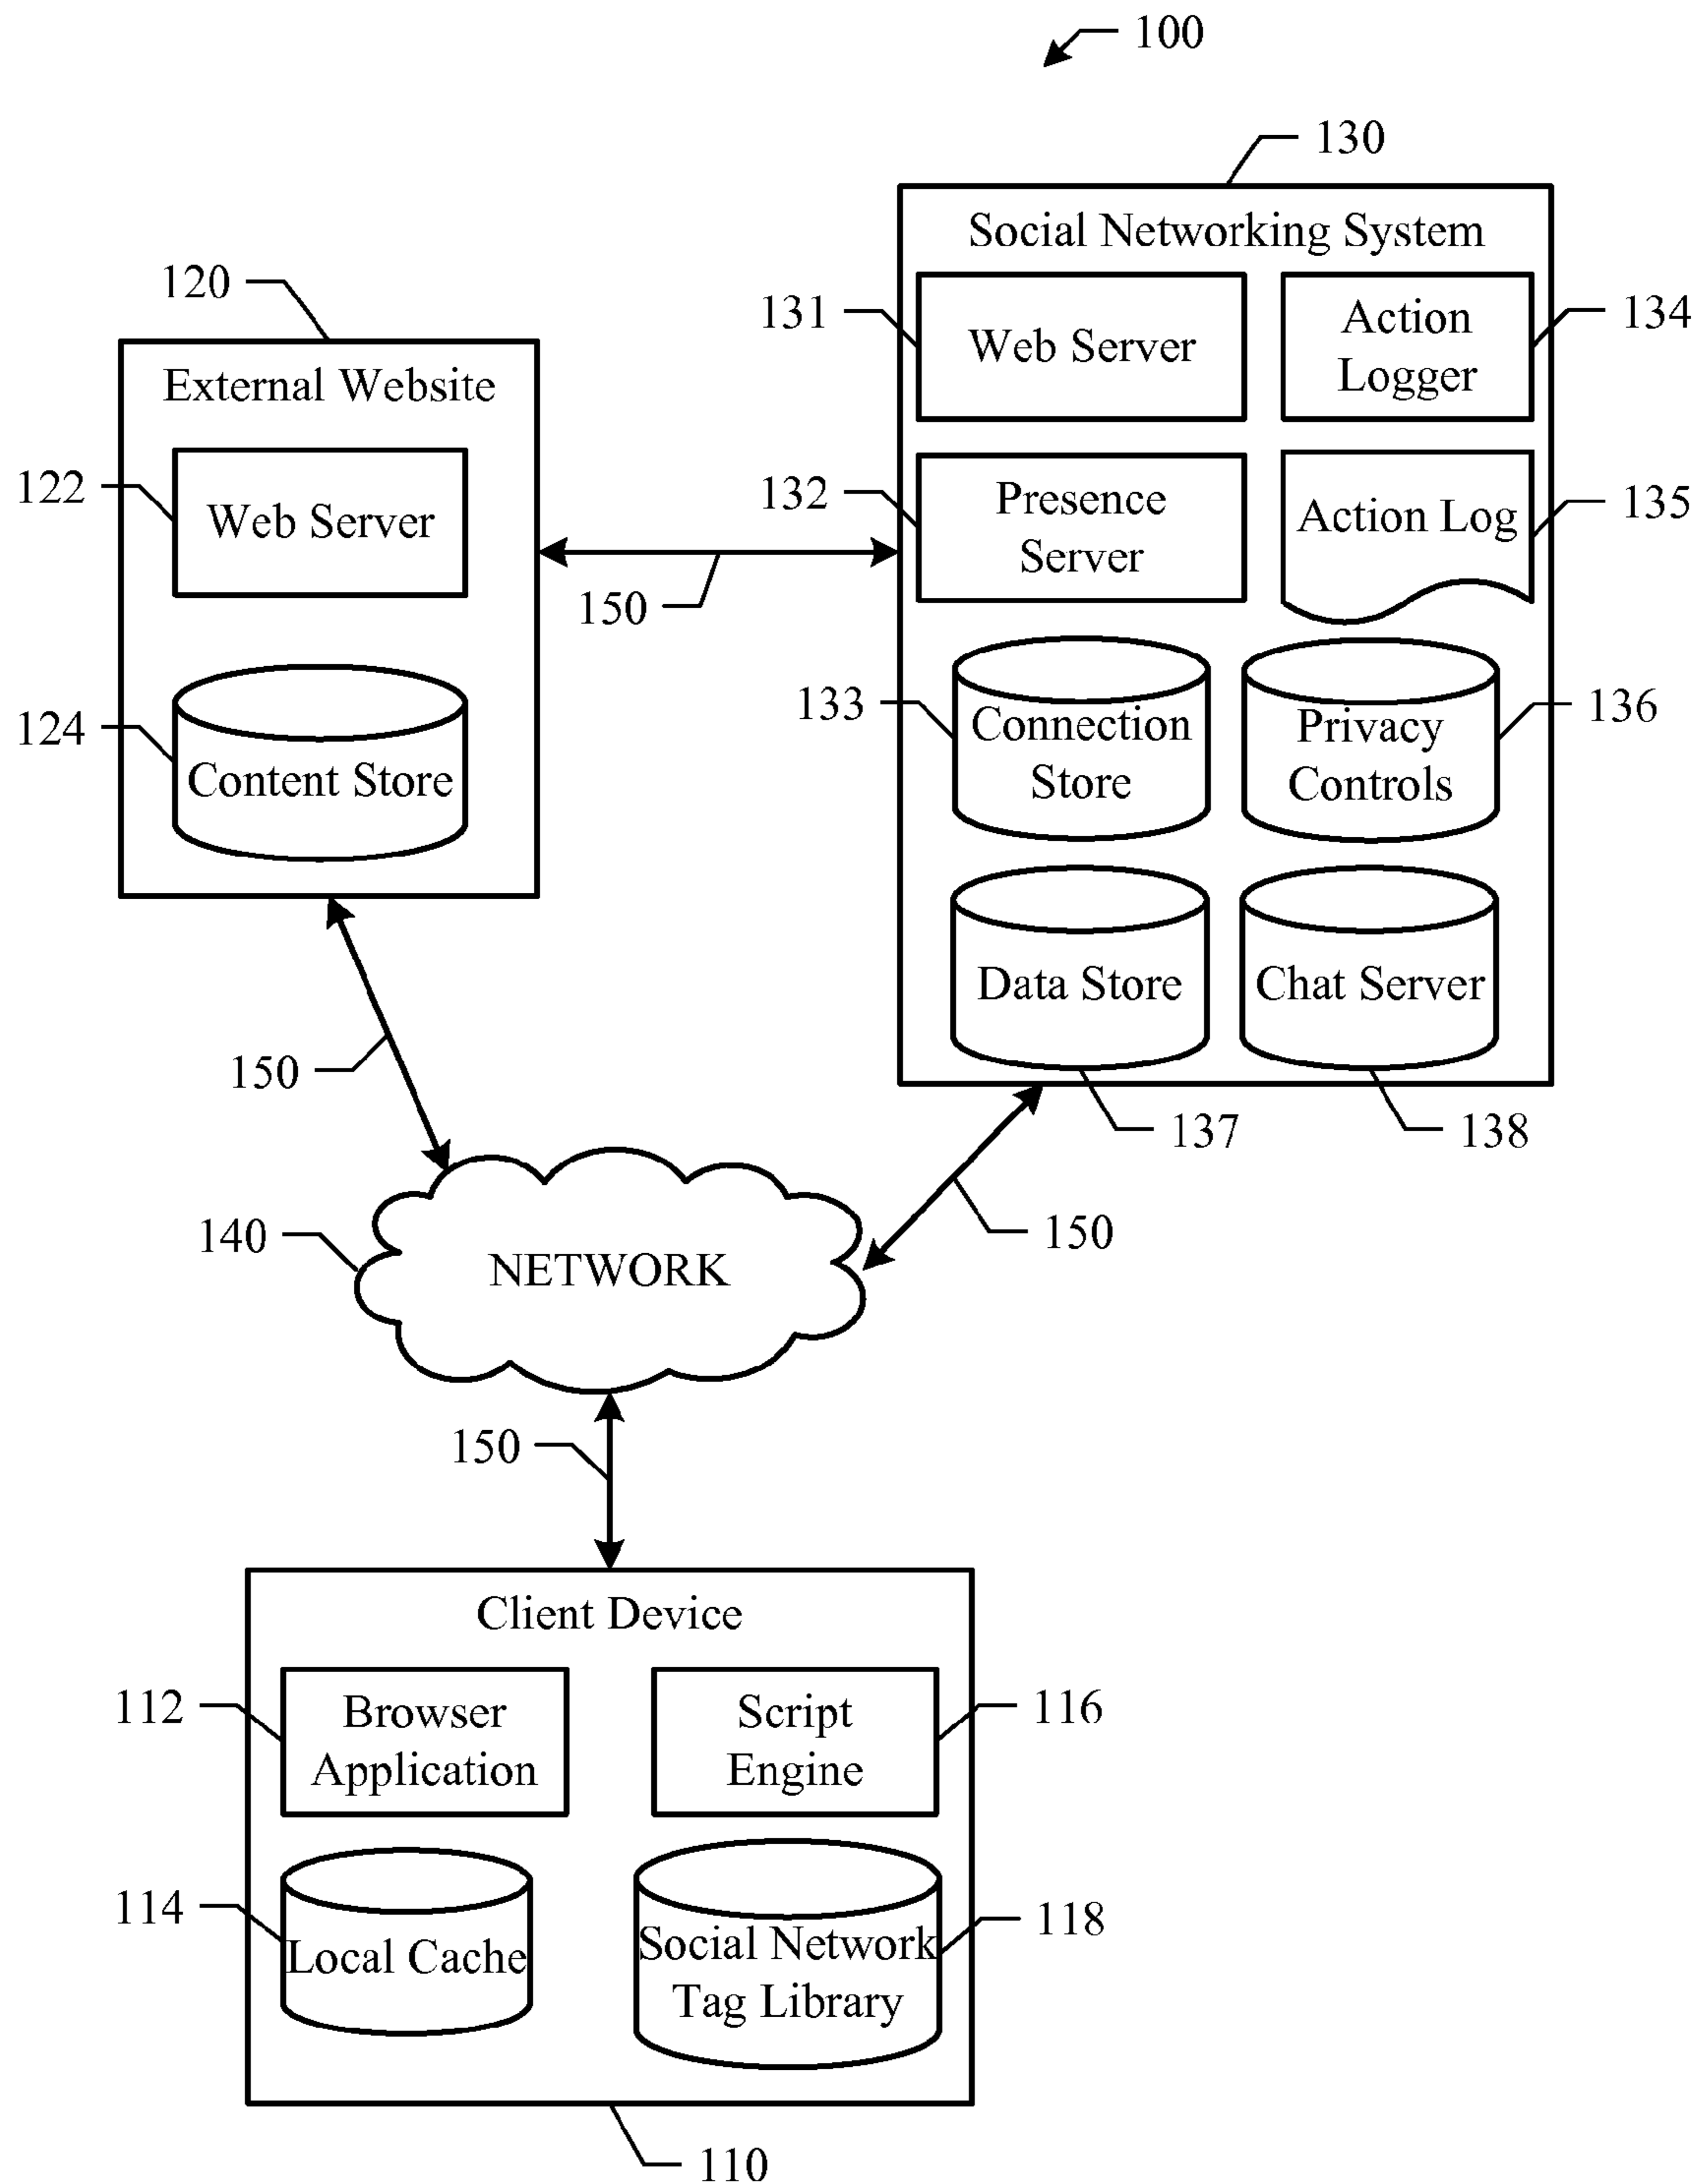 100
130
Social Networking System
120
131
Web Server
Action
Logger
134
External Website
122
Web Server
132
Presence
Server
Action Log
135
150
124
Content Store
133
Connection
Store
Privacy
Controls
136
Data Store
Chat Server
150
137
138
140
NETWORK
150
150
Client Device
112
Browser
Application
Script
Engine
116
114
Local Cache
Social Network
Tag Library
118
110